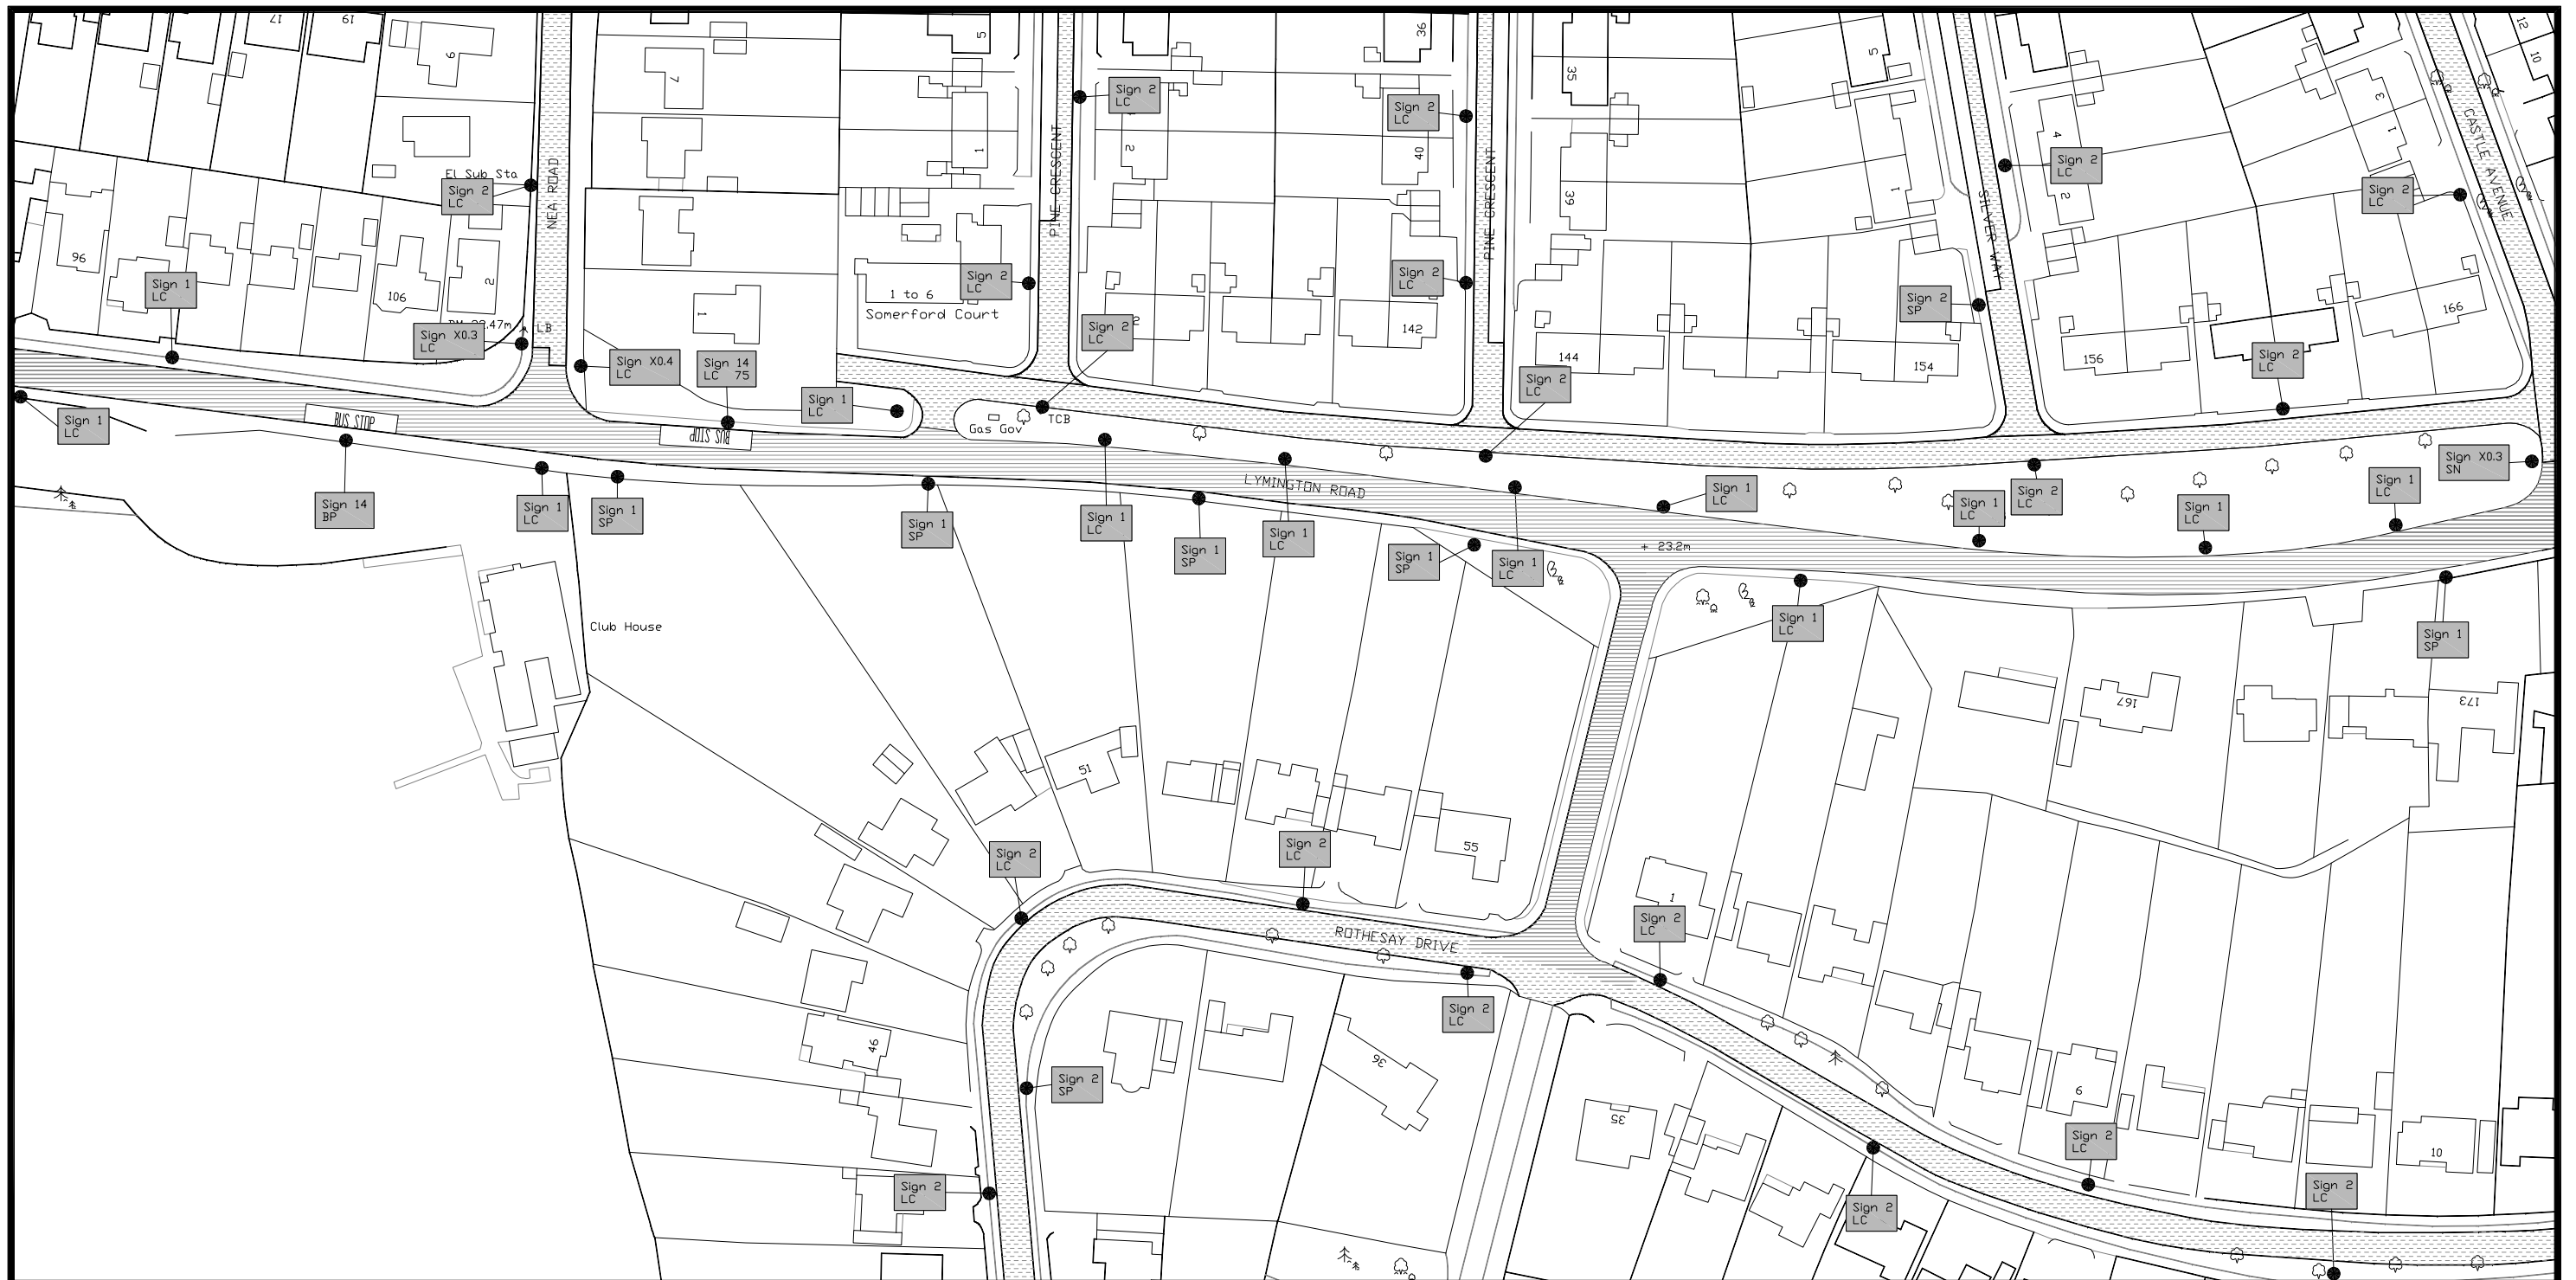 17
19
6
7
5
36
35
5
12
10
Sign 2
LC
Sign 2
LC
1
2
40
39
1
4
2
3
1
CASTLE AVENUE
El Sub Sta
Sign 2
LC
NEA ROAD
PINE CRESCENT
PINE CRESCENT
SILVER WAY
Sign 2
LC
Sign 2
LC
96
Sign 1
LC
106
2
1
1 to 6
Somerford Court
Sign 2
LC
Sign 2
LC
Sign 2
SP
Sign X0.3
LC
LB
Sign X0.4
LC
Sign 14
LC 75
Sign 2
LC
142
144
154
156
166
Sign 2
LC
Sign 2
LC
Sign 1
LC
BUS STOP
BUS STOP
Sign 1
LC
Gas Gov
TCB
Sign X0.3
SN
Sign 14
BP
Sign 1
LC
Sign 1
SP
Sign 1
SP
LYMINGTON ROAD
Sign 1
LC
Sign 1
SP
Sign 1
LC
Sign 1
SP
Sign 1
LC
Sign 1
LC
Sign 1
LC
Sign 2
LC
Sign 1
LC
Sign 1
LC
+ 23.2m
Club House
Sign 1
LC
Sign 1
SP
167
173
51
55
Sign 2
LC
Sign 2
LC
ROTHESAY DRIVE
1
Sign 2
LC
Sign 2
LC
46
36
35
Sign 2
SP
6
10
Sign 2
LC
Sign 2
LC
Sign 2
LC
Sign 2
LC